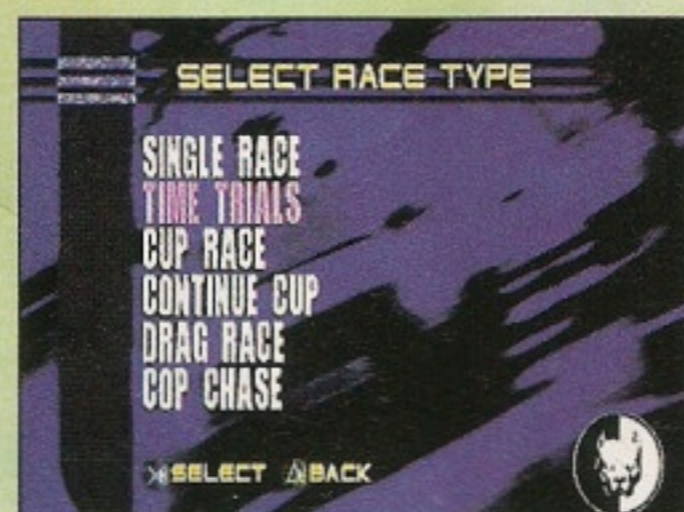 SELECT RACE TYPE
SINGLE RACE
TIME TRIALS
CUP RACE
CONTINUE CUP
DRAG RACE
COP CHASE
SELECT BACK